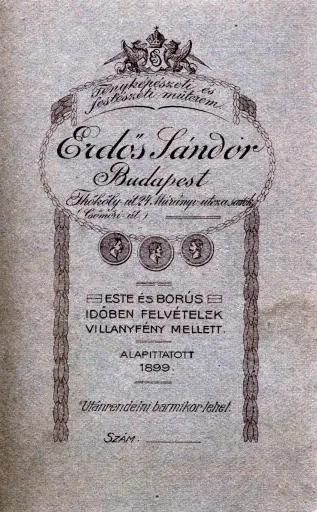 Fényképészeti és
festészeti műterem
Erdős Sándor
Budapest
Thököly-út 24. Murányi-utcza sarok.
(Csömöri-út.)
ESTE és BORÚS
IDŐBEN FELVÉTELEK
VILLANYFÉNY MELLETT.
ALAPITTATOTT
1899.
Utánrendelni bármikor lehet.
SZÁM.